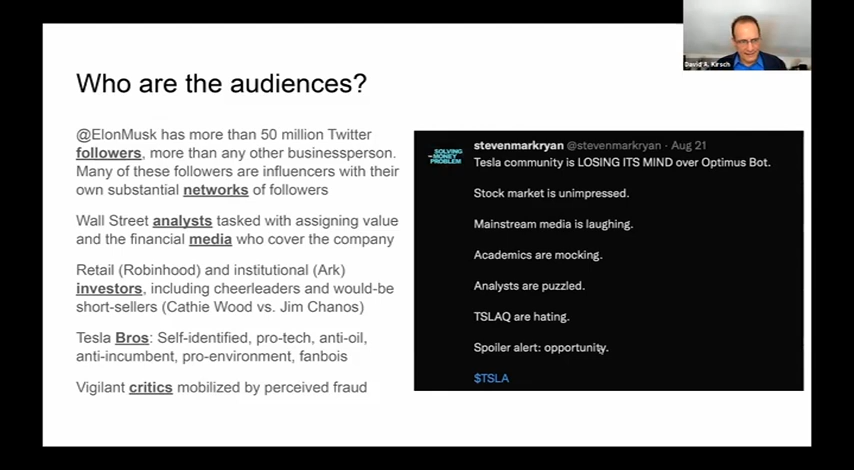 David A. Kirsch
Who are the audiences?
@ElonMusk has more than 50 million Twitter
followers, more than any other businessperson.
Many of these followers are influencers with their
own substantial networks of followers
Wall Street analysts tasked with assigning value
and the financial media who cover the company
Retail (Robinhood) and institutional (Ark)
investors, including cheerleaders and would-be
short-sellers (Cathie Wood vs. Jim Chanos)
Tesla Bros: Self-identified, pro-tech, anti-oil,
anti-incumbent, pro-environment, fanbois
Vigilant critics mobilized by perceived fraud
SOLVING
MONEY
PROBLEM
stevenmarkryan @stevenmarkryan · Aug 21
Tesla community is LOSING ITS MIND over Optimus Bot.
Stock market is unimpressed.
Mainstream media is laughing.
Academics are mocking.
Analysts are puzzled.
TSLAQ are hating.
Spoiler alert: opportunity.
$TSLA